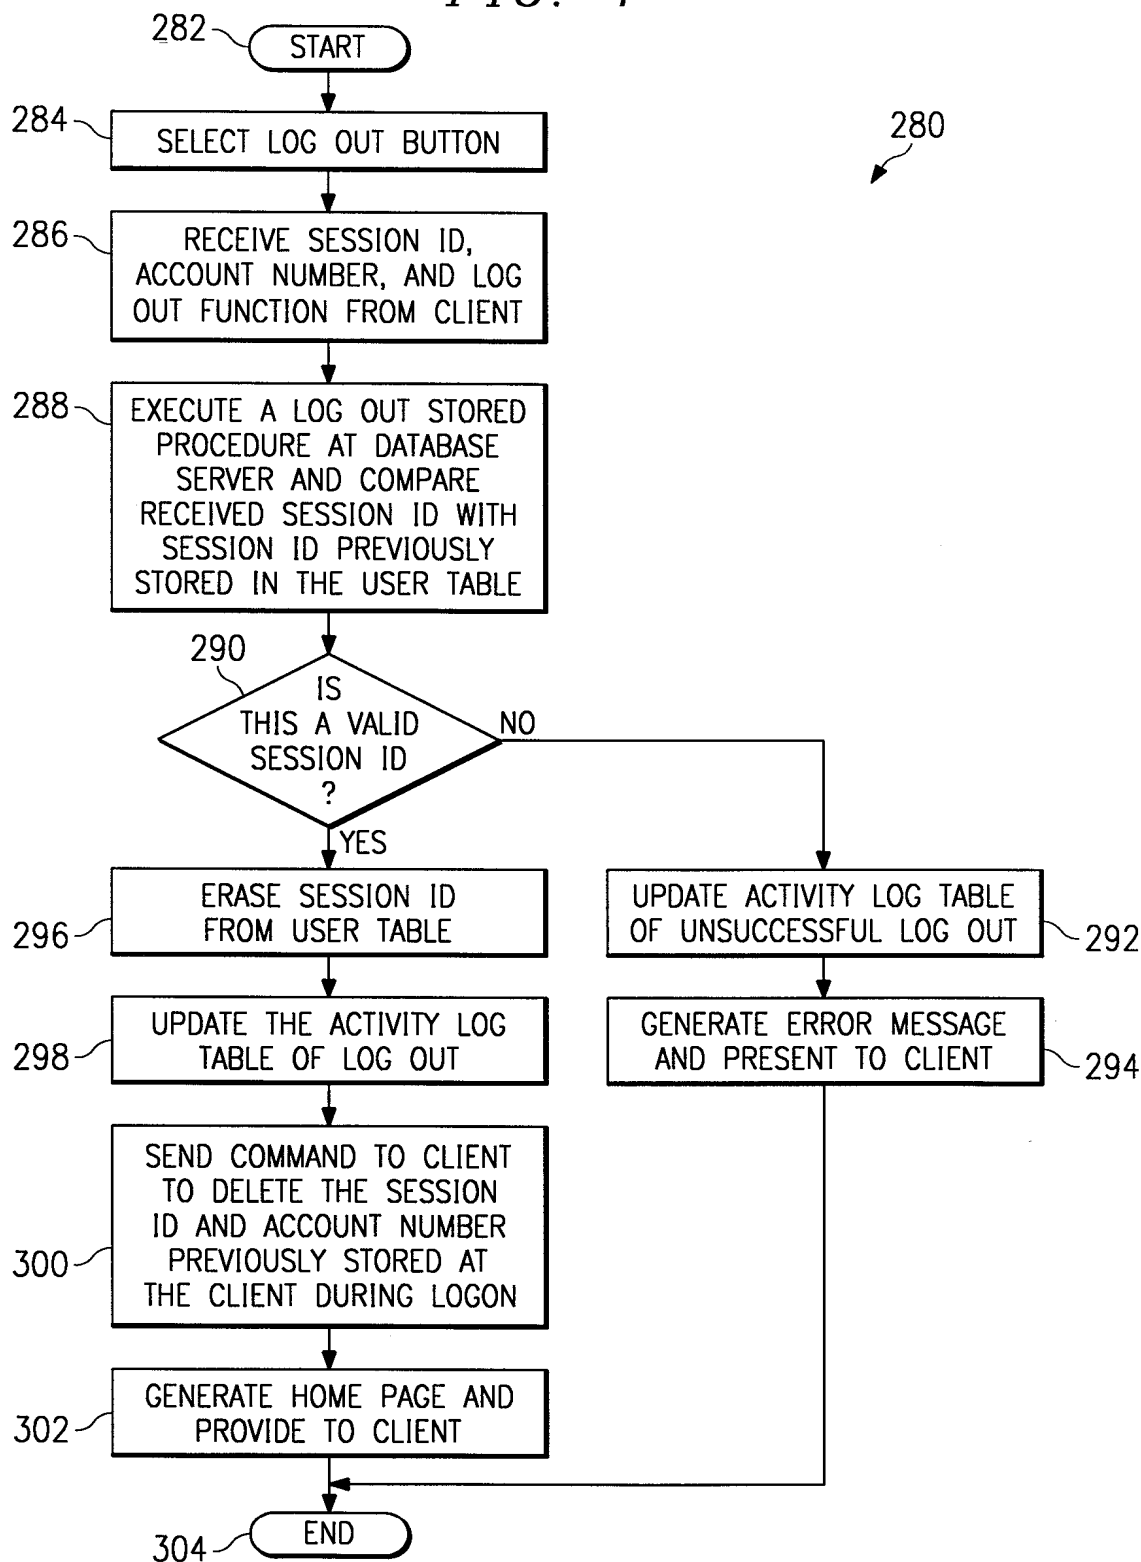 282
START
280
284
SELECT LOG OUT BUTTON
286
RECEIVE SESSION ID,
ACCOUNT NUMBER, AND LOG
OUT FUNCTION FROM CLIENT
288
EXECUTE A LOG OUT STORED
PROCEDURE AT DATABASE
SERVER AND COMPARE
RECEIVED SESSION ID WITH
SESSION ID PREVIOUSLY
STORED IN THE USER TABLE
290
IS
THIS A VALID
SESSION ID
?
NO
YES
296
ERASE SESSION ID
FROM USER TABLE
UPDATE ACTIVITY LOG TABLE
OF UNSUCCESSFUL LOG OUT
292
298
UPDATE THE ACTIVITY LOG
TABLE OF LOG OUT
GENERATE ERROR MESSAGE
AND PRESENT TO CLIENT
294
300
SEND COMMAND TO CLIENT
TO DELETE THE SESSION
ID AND ACCOUNT NUMBER
PREVIOUSLY STORED AT
THE CLIENT DURING LOGON
302
GENERATE HOME PAGE AND
PROVIDE TO CLIENT
304
END